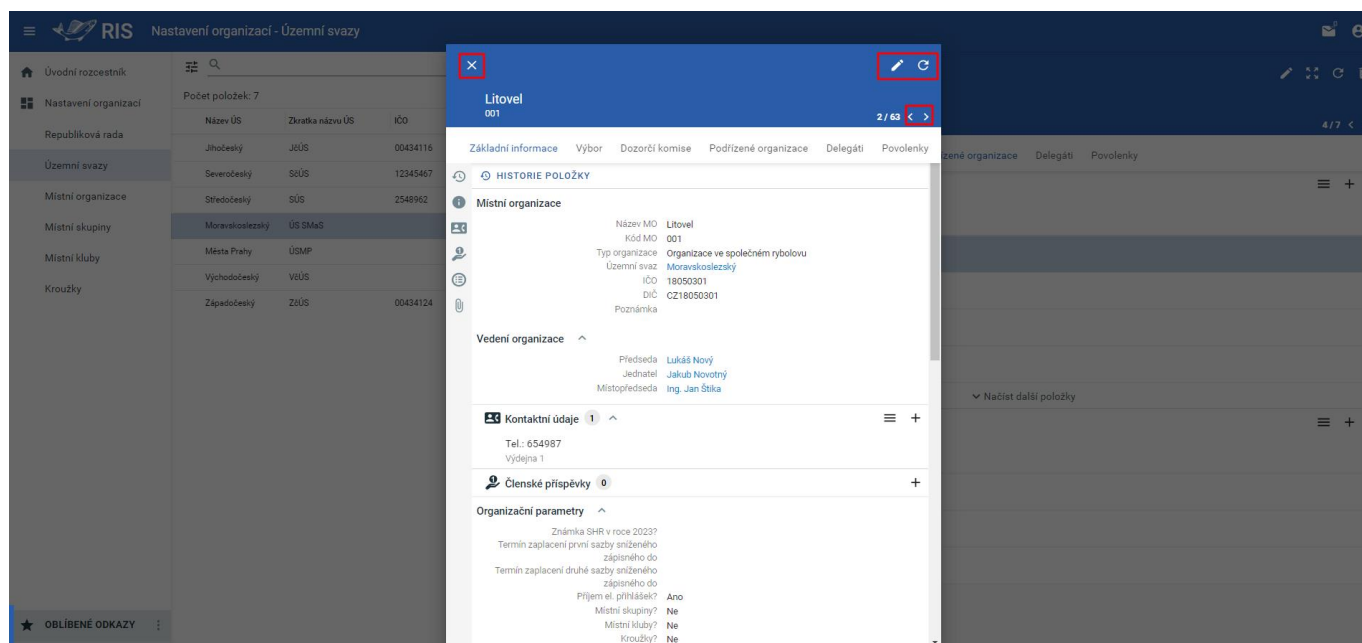 RIS Nastavení organizací - Územní svazy
Úvodní rozcestník
Nastavení organizací
Republiková rada
Územní svazy
Místní organizace
Místní skupiny
Místní kluby
Kroužky
OBLÍBENÉ ODKAZY
Počet položek: 7
Název ÚS Zkratka názvu ÚS IČO
Jihočeský JčÚS 00434116
Severočeský SčÚS 12345467
Středočeský SÚS 2548962
Moravskoslezský ÚS SMaS
Města Prahy ÚSMP
Východočeský VčÚS
Západočeský ZčÚS 00434124
Litovel
001
2 / 63
Základní informace Výbor Dozorčí komise Podřízené organizace Delegáti Povolenky
HISTORIE POLOŽKY
Místní organizace
Název MO Litovel
Kód MO 001
Typ organizace Organizace ve společném rybolovu
Územní svaz Moravskoslezský
IČO 18050301
DIČ CZ18050301
Poznámka
Vedení organizace
Předseda Lukáš Nový
Jednatel Jakub Novotný
Místopředseda Ing. Jan Štika
Kontaktní údaje 1
Tel.: 654987
Výdejna 1
Členské příspěvky 0
Organizační parametry
Známka SHR v roce 2023?
Termín zaplacení první sazby sníženého
zápisného do
Termín zaplacení druhé sazby sníženého
zápisného do
Příjem el. přihlášek? Ano
Místní skupiny? Ne
Místní kluby? Ne
Kroužky? Ne
4/7
zené organizace Delegáti Povolenky
Načíst další položky